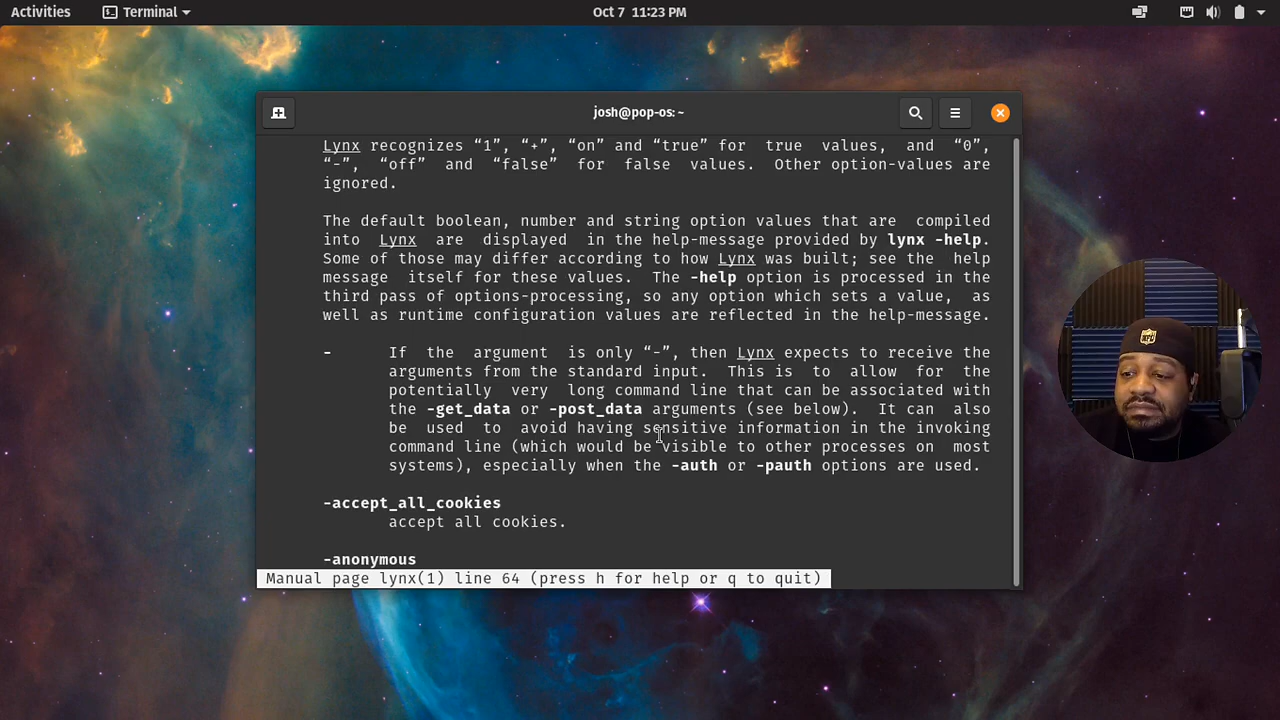 Activities
Terminal
Oct 7 11:23 PM
josh@pop-os: ~
Lynx recognizes “1”, “+”, “on” and “true” for true values, and “0”,
“-”, “off” and “false” for false values. Other option-values are
ignored.
The default boolean, number and string option values that are compiled
into Lynx are displayed in the help-message provided by lynx -help.
Some of those may differ according to how Lynx was built; see the help
message itself for these values. The -help option is processed in the
third pass of options-processing, so any option which sets a value, as
well as runtime configuration values are reflected in the help-message.
- If the argument is only “-”, then Lynx expects to receive the
arguments from the standard input. This is to allow for the
potentially very long command line that can be associated with
the -get_data or -post_data arguments (see below). It can also
be used to avoid having sensitive information in the invoking
command line (which would be visible to other processes on most
systems), especially when the -auth or -pauth options are used.
-accept_all_cookies
accept all cookies.
-anonymous
Manual page lynx(1) line 64 (press h for help or q to quit)